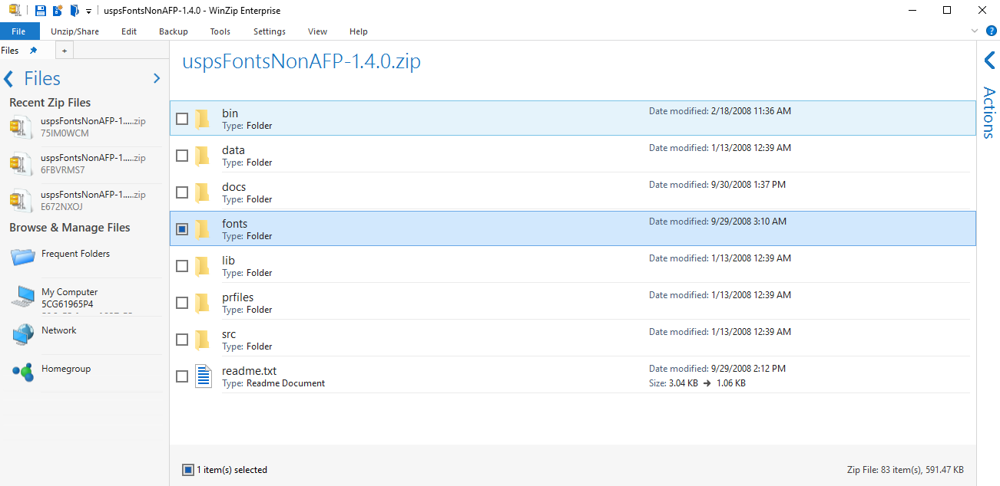 uspsFontsNonAFP-1.4.0 - WinZip Enterprise
File Unzip/Share Edit Backup Tools Settings View Help
Files +
Files
Recent Zip Files
uspsFontsNonAFP-1.....zip
75IM0WCM
uspsFontsNonAFP-1.....zip
6FBVRMS7
uspsFontsNonAFP-1.....zip
E672NXOJ
Browse & Manage Files
Frequent Folders
My Computer
5CG61965P4
Network
Homegroup
uspsFontsNonAFP-1.4.0.zip
bin
Type: Folder
Date modified: 2/18/2008 11:36 AM
data
Type: Folder
Date modified: 1/13/2008 12:39 AM
docs
Type: Folder
Date modified: 9/30/2008 1:37 PM
fonts
Type: Folder
Date modified: 9/29/2008 3:10 AM
lib
Type: Folder
Date modified: 1/13/2008 12:39 AM
prfiles
Type: Folder
Date modified: 1/13/2008 12:39 AM
src
Type: Folder
Date modified: 1/13/2008 12:39 AM
readme.txt
Type: Readme Document
Date modified: 9/29/2008 2:12 PM
Size: 3.04 KB → 1.06 KB
1 item(s) selected
Zip File: 83 item(s), 591.47 KB
?
Actions